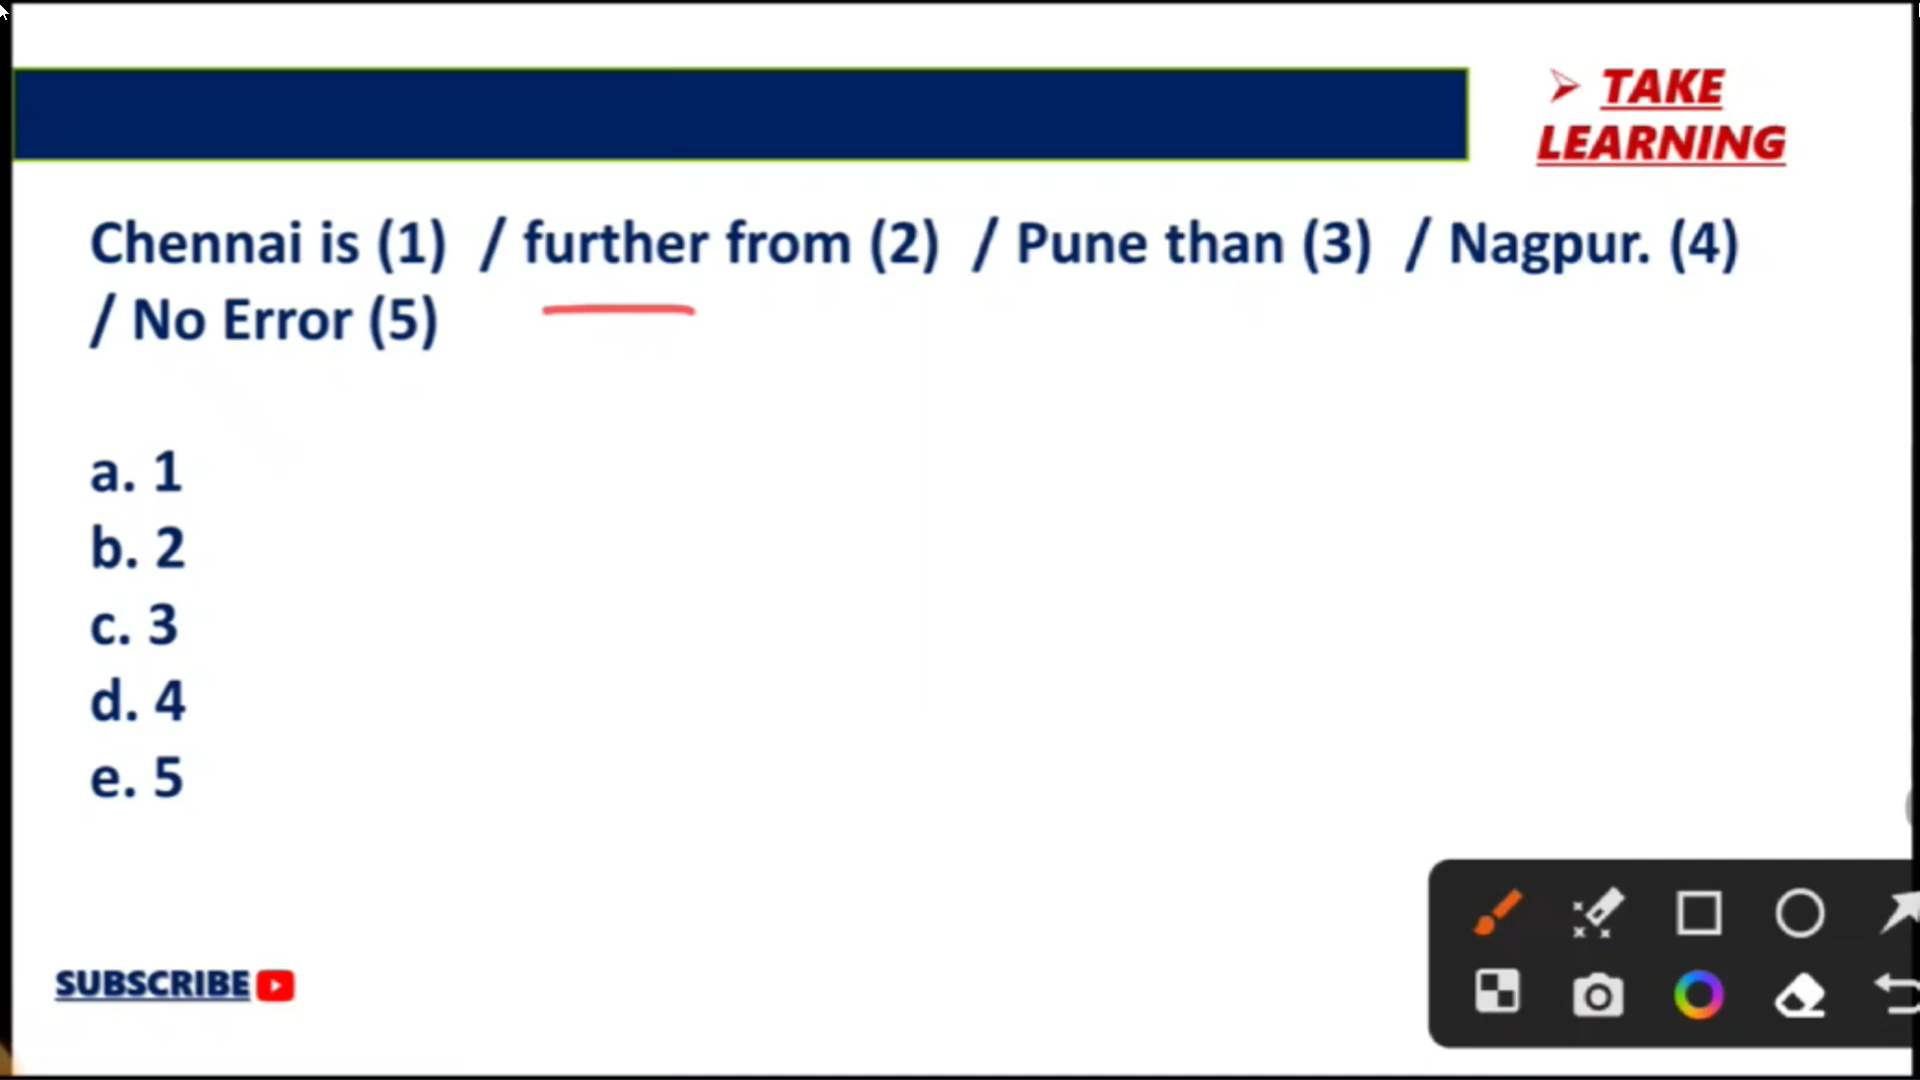 ➢ TAKE
LEARNING
Chennai is (1) / further from (2) / Pune than (3) / Nagpur. (4)
/ No Error (5)
a. 1
b. 2
c. 3
d. 4
e. 5
SUBSCRIBE